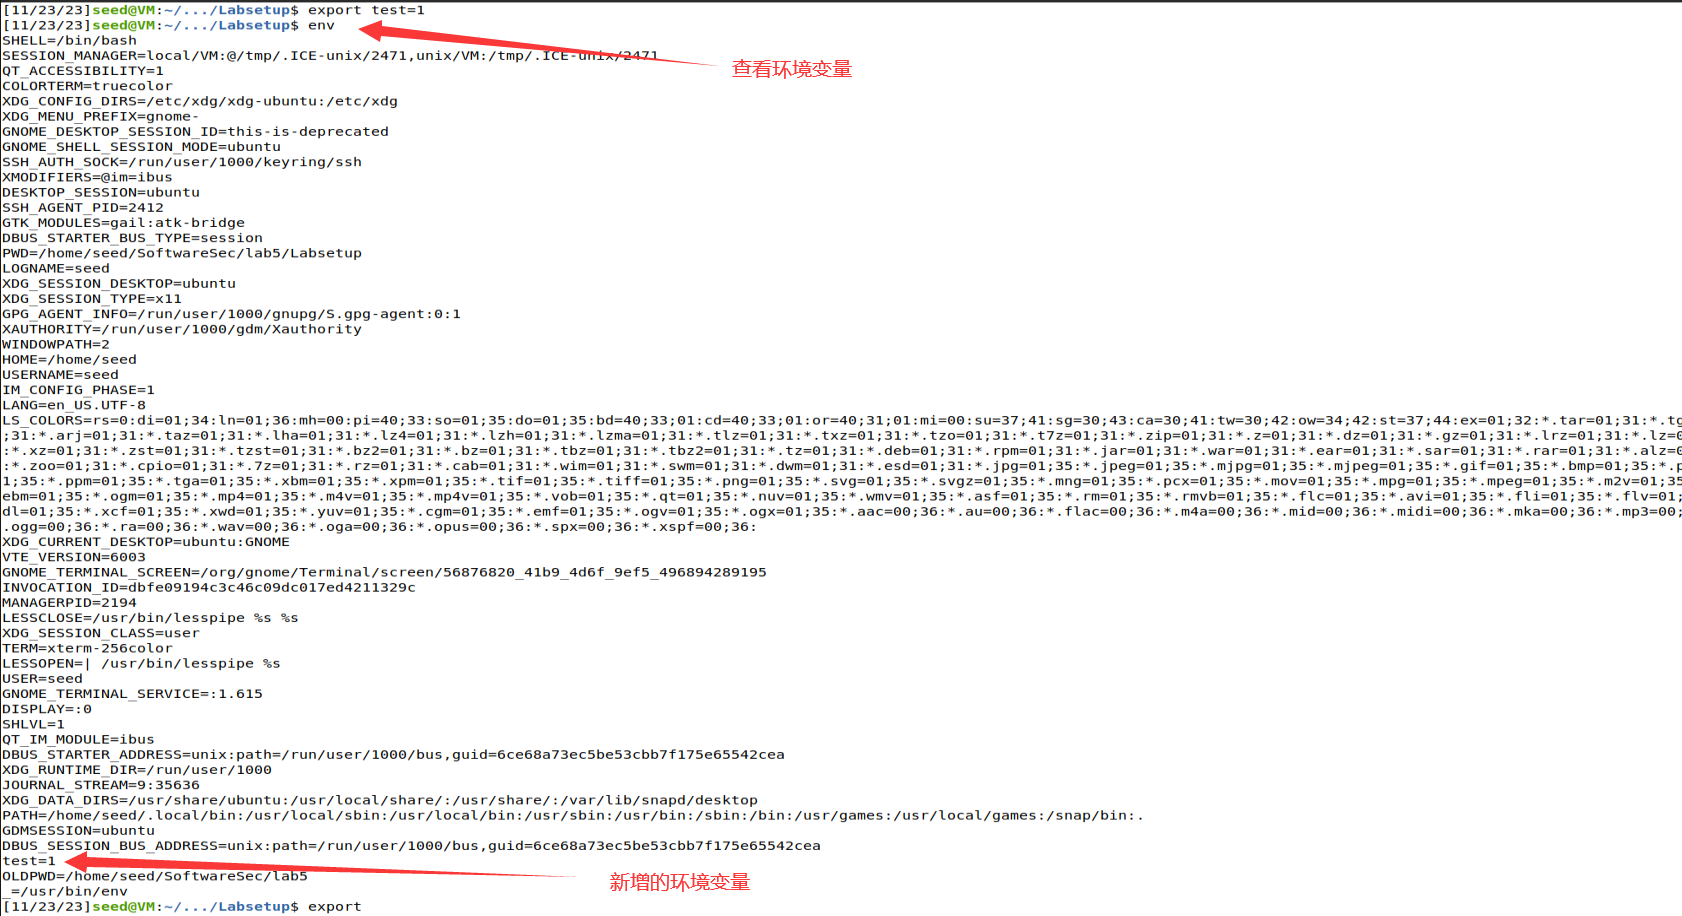 [11/23/23]seed@VM:~/.../Labsetup$ export test=1
[11/23/23]seed@VM:~/.../Labsetup$ env
SHELL=/bin/bash
SESSION_MANAGER=local/VM:@/tmp/.ICE-unix/2471,unix/VM:/tmp/.ICE-unix/2471
查看环境变量
QT_ACCESSIBILITY=1
COLORTERM=truecolor
XDG_CONFIG_DIRS=/etc/xdg/xdg-ubuntu:/etc/xdg
XDG_MENU_PREFIX=gnome-
GNOME_DESKTOP_SESSION_ID=this-is-deprecated
GNOME_SHELL_SESSION_MODE=ubuntu
SSH_AUTH_SOCK=/run/user/1000/keyring/ssh
XMODIFIERS=@im=ibus
DESKTOP_SESSION=ubuntu
SSH_AGENT_PID=2412
GTK_MODULES=gail:atk-bridge
DBUS_STARTER_BUS_TYPE=session
PWD=/home/seed/SoftwareSec/lab5/Labsetup
LOGNAME=seed
XDG_SESSION_DESKTOP=ubuntu
XDG_SESSION_TYPE=x11
GPG_AGENT_INFO=/run/user/1000/gnupg/S.gpg-agent:0:1
XAUTHORITY=/run/user/1000/gdm/Xauthority
WINDOWPATH=2
HOME=/home/seed
USERNAME=seed
IM_CONFIG_PHASE=1
LANG=en_US.UTF-8
LS_COLORS=rs=0:di=01;34:ln=01;36:mh=00:pi=40;33:so=01;35:do=01;35:bd=40;33;01:cd=40;33;01:or=40;31;01:mi=00:su=37;41:sg=30;43:ca=30;41:tw=30;42:ow=34;42:st=37;44:ex=01;32:*.tar=01;31:*.tg
;31:*.arj=01;31:*.taz=01;31:*.lha=01;31:*.lz4=01;31:*.lzh=01;31:*.lzma=01;31:*.tlz=01;31:*.txz=01;31:*.tzo=01;31:*.t7z=01;31:*.zip=01;31:*.z=01;31:*.dz=01;31:*.gz=01;31:*.lrz=01;31:*.lz=0
:*.xz=01;31:*.zst=01;31:*.tzst=01;31:*.bz2=01;31:*.bz=01;31:*.tbz=01;31:*.tbz2=01;31:*.tz=01;31:*.deb=01;31:*.rpm=01;31:*.jar=01;31:*.war=01;31:*.ear=01;31:*.sar=01;31:*.rar=01;31:*.alz=0
:*.zoo=01;31:*.cpio=01;31:*.7z=01;31:*.rz=01;31:*.cab=01;31:*.wim=01;31:*.swm=01;31:*.dwm=01;31:*.esd=01;31:*.jpg=01;35:*.jpeg=01;35:*.mjpg=01;35:*.mjpeg=01;35:*.gif=01;35:*.bmp=01;35:*.p
1;35:*.ppm=01;35:*.tga=01;35:*.xbm=01;35:*.xpm=01;35:*.tif=01;35:*.tiff=01;35:*.png=01;35:*.svg=01;35:*.svgz=01;35:*.mng=01;35:*.pcx=01;35:*.mov=01;35:*.mpg=01;35:*.mpeg=01;35:*.m2v=01;35
ebm=01;35:*.ogm=01;35:*.mp4=01;35:*.m4v=01;35:*.mp4v=01;35:*.vob=01;35:*.qt=01;35:*.nuv=01;35:*.wmv=01;35:*.asf=01;35:*.rm=01;35:*.rmvb=01;35:*.flc=01;35:*.avi=01;35:*.fli=01;35:*.flv=01;
dl=01;35:*.xcf=01;35:*.xwd=01;35:*.yuv=01;35:*.cgm=01;35:*.emf=01;35:*.ogv=01;35:*.ogx=01;35:*.aac=00;36:*.au=00;36:*.flac=00;36:*.m4a=00;36:*.mid=00;36:*.midi=00;36:*.mka=00;36:*.mp3=00;
.ogg=00;36:*.ra=00;36:*.wav=00;36:*.oga=00;36:*.opus=00;36:*.spx=00;36:*.xspf=00;36:
XDG_CURRENT_DESKTOP=ubuntu:GNOME
VTE_VERSION=6003
GNOME_TERMINAL_SCREEN=/org/gnome/Terminal/screen/56876820_41b9_4d6f_9ef5_496894289195
INVOCATION_ID=dbfe09194c3c46c09dc017ed4211329c
MANAGERPID=2194
LESSCLOSE=/usr/bin/lesspipe %s %s
XDG_SESSION_CLASS=user
TERM=xterm-256color
LESSOPEN=| /usr/bin/lesspipe %s
USER=seed
GNOME_TERMINAL_SERVICE=:1.615
DISPLAY=:0
SHLVL=1
QT_IM_MODULE=ibus
DBUS_STARTER_ADDRESS=unix:path=/run/user/1000/bus,guid=6ce68a73ec5be53cbb7f175e65542cea
XDG_RUNTIME_DIR=/run/user/1000
JOURNAL_STREAM=9:35636
XDG_DATA_DIRS=/usr/share/ubuntu:/usr/local/share/:/usr/share/:/var/lib/snapd/desktop
PATH=/home/seed/.local/bin:/usr/local/sbin:/usr/local/bin:/usr/sbin:/usr/bin:/sbin:/bin:/usr/games:/usr/local/games:/snap/bin:.
GDMSESSION=ubuntu
DBUS_SESSION_BUS_ADDRESS=unix:path=/run/user/1000/bus,guid=6ce68a73ec5be53cbb7f175e65542cea
test=1
OLDPWD=/home/seed/SoftwareSec/lab5
新增的环境变量
_=/usr/bin/env
[11/23/23]seed@VM:~/.../Labsetup$ export